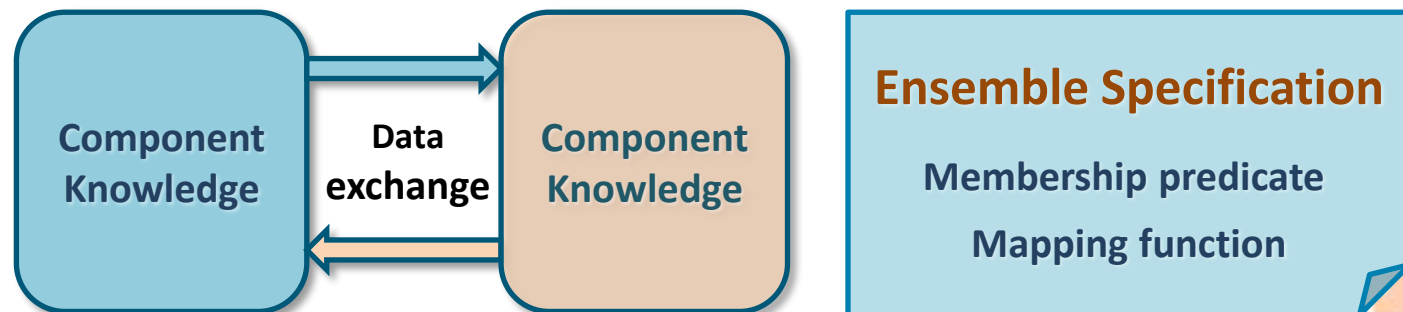 Component
Knowledge
Data
exchange
Component
Knowledge
Ensemble Specification
Membership predicate
Mapping function